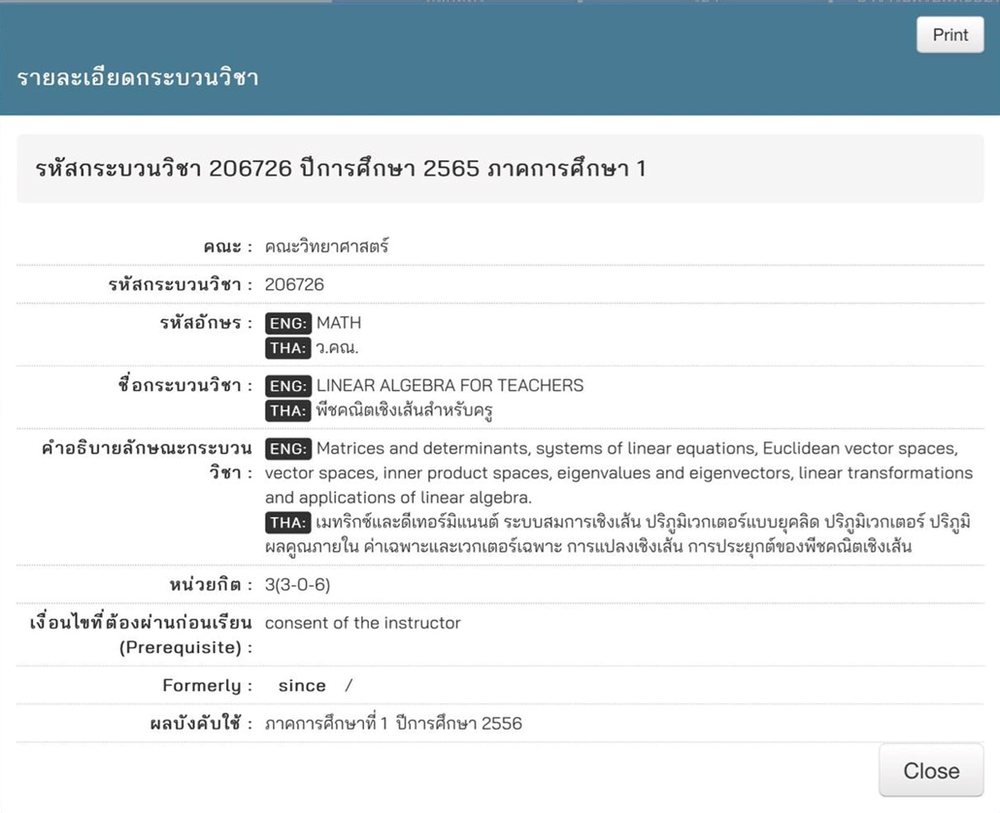 Print
รายละเอียดกระบวนวิชา
รหัสกระบวนวิชา 206726 ปีการศึกษา 2565 ภาคการศึกษา 1
คณะ : คณะวิทยาศาสตร์
รหัสกระบวนวิชา : 206726
รหัสอักษร : ENG: MATH
THA: ว.คณ.
ชื่อกระบวนวิชา : ENG: LINEAR ALGEBRA FOR TEACHERS
THA: พีชคณิตเชิงเส้นสำหรับครู
คำอธิบายลักษณะกระบวน ENG: Matrices and determinants, systems of linear equations, Euclidean vector spaces,
วิชา : vector spaces, inner product spaces, eigenvalues and eigenvectors, linear transformations
and applications of linear algebra.
THA: เมทริกซ์และดีเทอร์มิแนนต์ ระบบสมการเชิงเส้น ปริภูมิเวกเตอร์แบบยุคลิด ปริภูมิเวกเตอร์ ปริภูมิ
ผลคูณภายใน ค่าเฉพาะและเวกเตอร์เฉพาะ การแปลงเชิงเส้น การประยุกต์ของพีชคณิตเชิงเส้น
หน่วยกิต : 3(3-0-6)
เงื่อนไขที่ต้องผ่านก่อนเรียน consent of the instructor
(Prerequisite) :
Formerly : since /
ผลบังคับใช้ : ภาคการศึกษาที่ 1 ปีการศึกษา 2556
Close